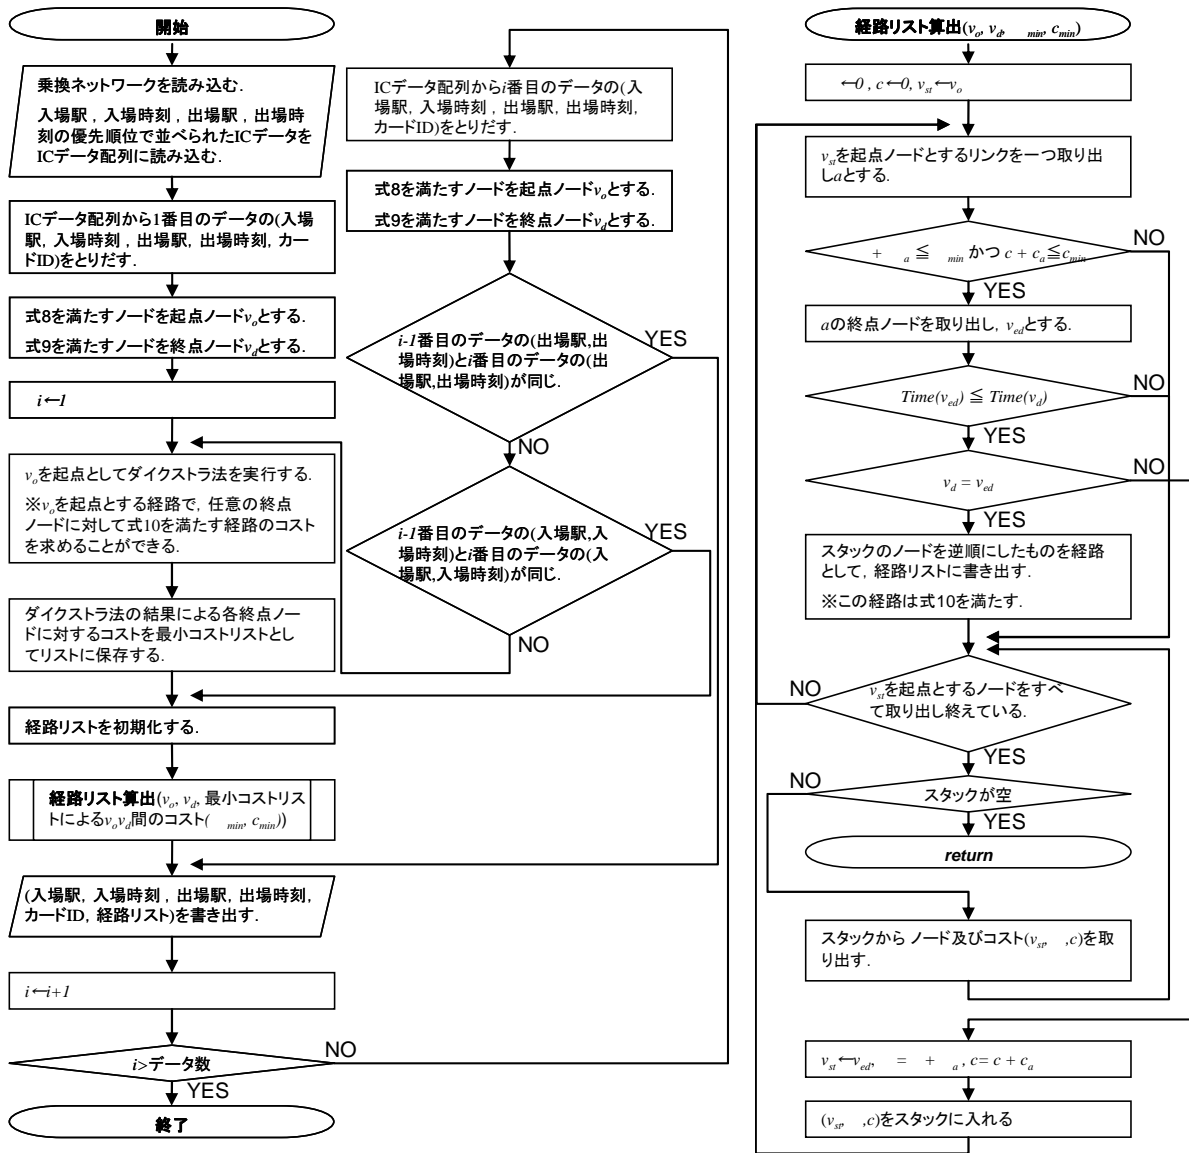 開始
乗換ネットワークを読み込む.
入場駅 , 入場時刻 , 出場駅 , 出場時
刻の優先順位で並べられたICデータを
ICデータ配列に読み込む.
ICデータ配列から1番目のデータの(入場
駅, 入場時刻 , 出場駅, 出場時刻, カー
ドID)をとりだす.
式8を満たすノードを起点ノードvoとする.
式9を満たすノードを終点ノードvdとする.
i←1
voを起点としてダイクストラ法を実行する.
※voを起点とする経路で, 任意の終点
ノードに対して式10を満たす経路のコスト
を求めることができる.
ダイクストラ法の結果による各終点ノー
ドに対するコストを最小コストリストとし
てリストに保存する.
経路リストを初期化する.
経路リスト算出(vo, vd, 最小コストリス
トによるvovd間のコスト( min, cmin))
(入場駅, 入場時刻 , 出場駅, 出場時刻,
カードID, 経路リスト)を書き出す.
i←i+1
i>データ数
NO
YES
終了
ICデータ配列からi番目のデータの(入
場駅, 入場時刻 , 出場駅, 出場時刻,
カードID)をとりだす.
式8を満たすノードを起点ノードvoとする.
式9を満たすノードを終点ノードvdとする.
i-1番目のデータの(出場駅,出
場時刻)とi番目のデータの(出
場駅,出場時刻)が同じ.
YES
NO
i-1番目のデータの(入場駅,入
場時刻)とi番目のデータの(入
場駅,入場時刻)が同じ.
YES
NO
経路リスト算出(vo, vd, min, cmin)
←0 , c←0, vst←vo
vstを起点ノードとするリンクを一つ取り出
しaとする.
+ a ≦ min かつ c + ca≦cmin
NO
YES
aの終点ノードを取り出し, vedとする.
Time(ved) ≦ Time(vd)
NO
YES
vd = ved
NO
YES
スタックのノードを逆順にしたものを経路
として, 経路リストに書き出す.
※この経路は式10を満たす.
vstを起点とするノードをすべ
て取り出し終えている.
NO
YES
スタックが空
NO
YES
return
スタックから ノード及びコスト(vst, ,c)を取
り出す.
vst←ved, = + a , c= c + ca
(vst, ,c)をスタックに入れる